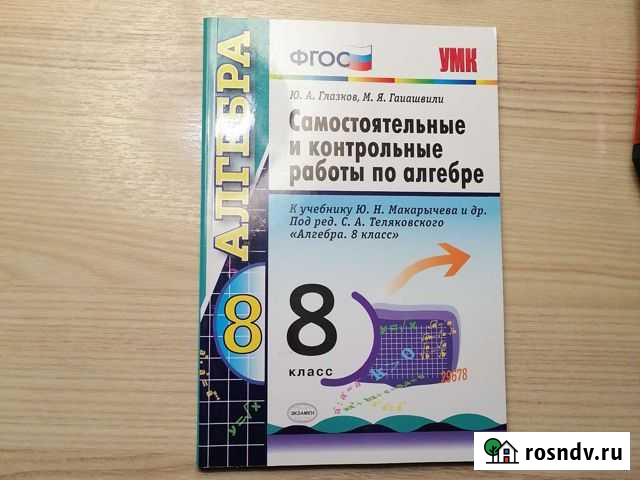 ФГОС
УМК
АЛГЕБРА
Ю. А. Глазков, М. Я. Гаиашвили
Самостоятельные
и контрольные
работы по алгебре
К учебнику Ю. Н. Макарычева и др.
Под ред. С. А. Теляковского
«Алгебра. 8 класс»
8
8
класс
29678
y=√x
ЭКЗАМЕН
rosndv.ru